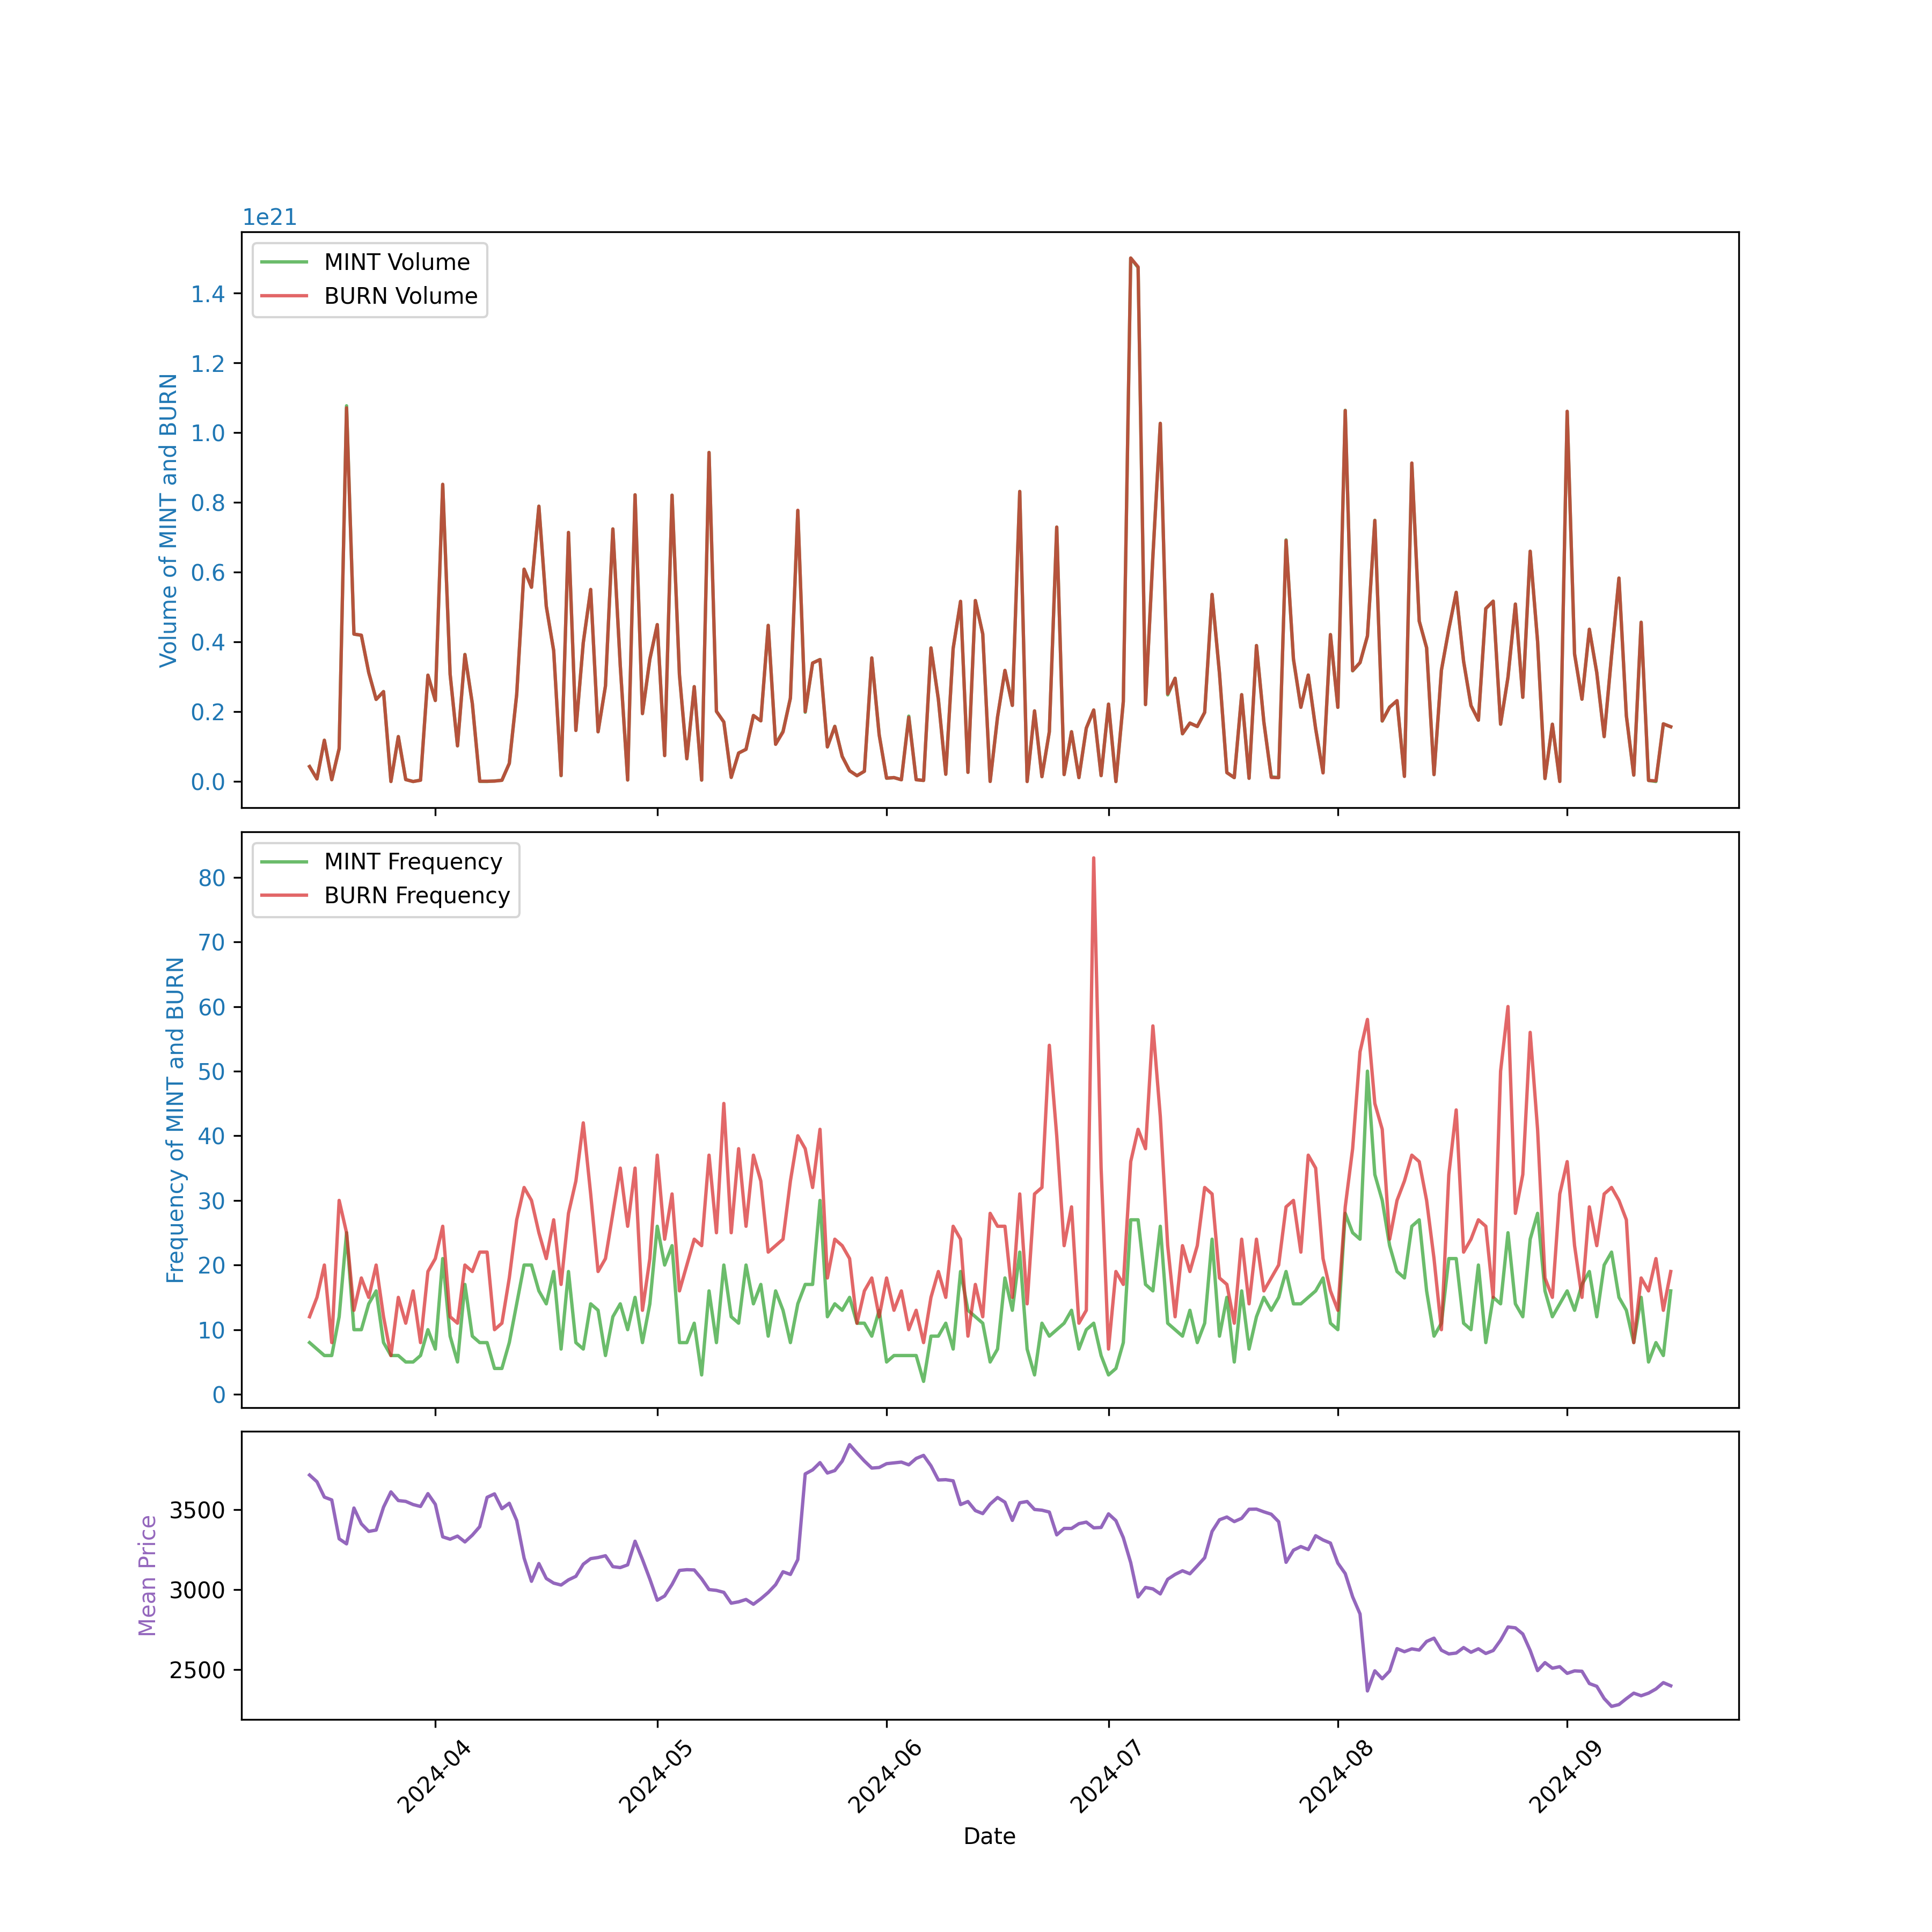 1e21
MINT Volume
BURN Volume
1.4
1.2
1.0
0.8
0.6
0.4
0.2
0.0
Volume of MINT and BURN
MINT Frequency
BURN Frequency
80
70
60
50
40
30
20
10
0
Frequency of MINT and BURN
3500
3000
2500
Mean Price
2024-04
2024-05
2024-06
2024-07
2024-08
2024-09
Date